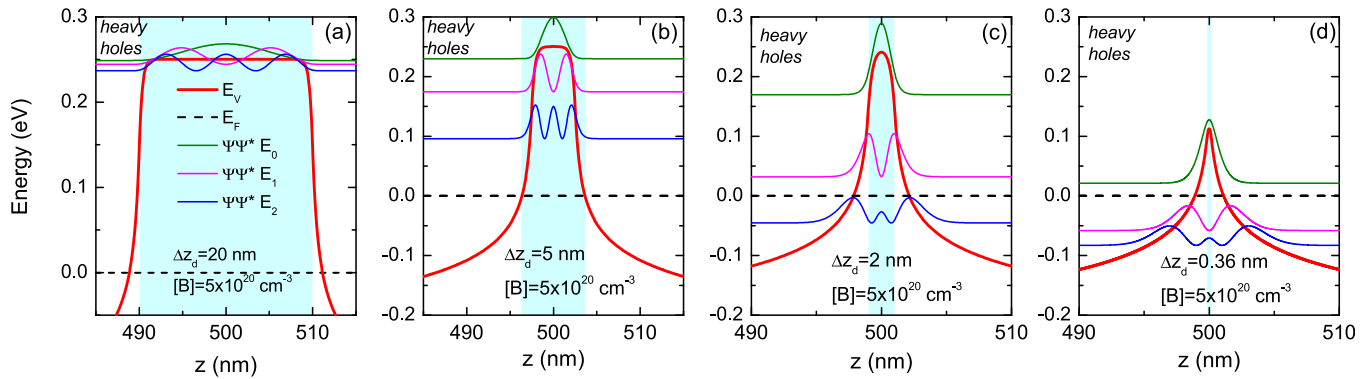 heavy
holes
(a)
E_V
E_F
ΨΨ* E_0
ΨΨ* E_1
ΨΨ* E_2
Δz_d=20 nm
[B]=5x10^20 cm^-3
0.3
0.2
0.1
0.0
Energy (eV)
490 500 510
z (nm)
heavy
holes
(b)
Δz_d=5 nm
[B]=5x10^20 cm^-3
0.3
0.2
0.1
0.0
-0.1
-0.2
490 500 510
z (nm)
heavy
holes
(c)
Δz_d=2 nm
[B]=5x10^20 cm^-3
0.3
0.2
0.1
0.0
-0.1
-0.2
490 500 510
z (nm)
heavy
holes
(d)
Δz_d=0.36 nm
[B]=5x10^20 cm^-3
0.3
0.2
0.1
0.0
-0.1
-0.2
490 500 510
z (nm)